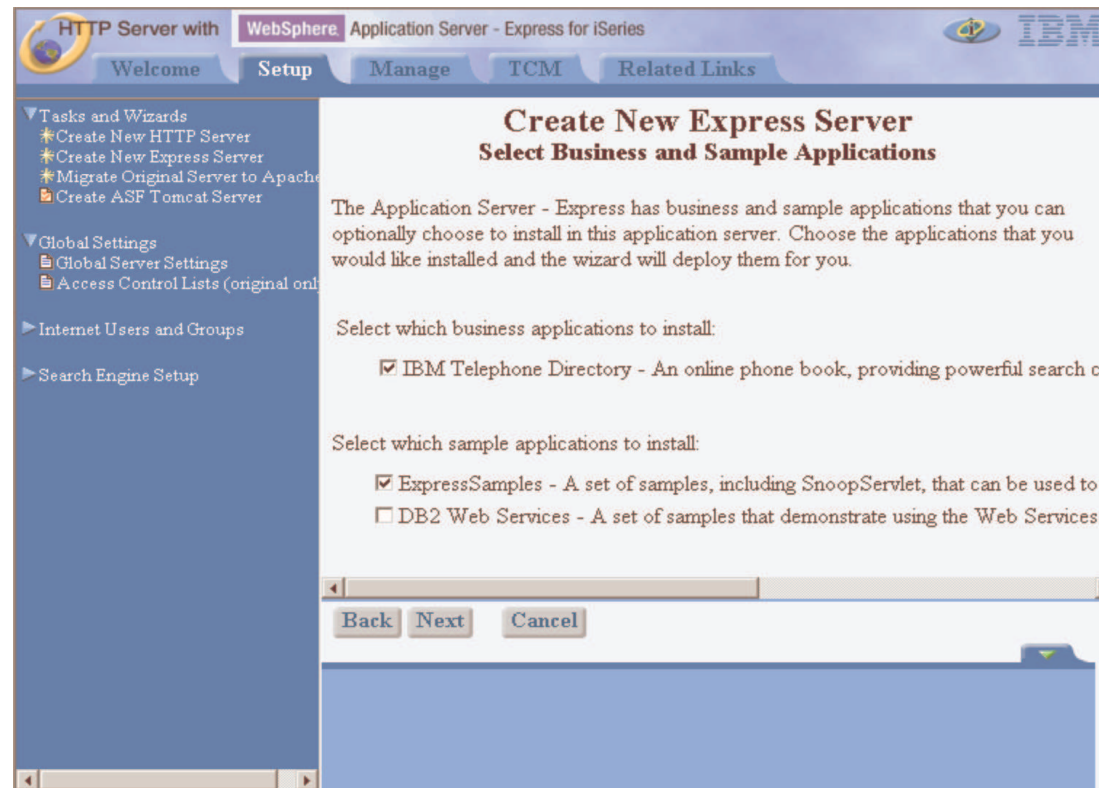 HTTP Server with WebSphere. Application Server - Express for iSeries
IBM
Welcome Setup Manage TCM Related Links
Tasks and Wizards
Create New HTTP Server
Create New Express Server
Migrate Original Server to Apache
Create ASF Tomcat Server
Global Settings
Global Server Settings
Access Control Lists (original onl
Internet Users and Groups
Search Engine Setup
Create New Express Server
Select Business and Sample Applications
The Application Server - Express has business and sample applications that you can
optionally choose to install in this application server. Choose the applications that you
would like installed and the wizard will deploy them for you.
Select which business applications to install:
IBM Telephone Directory - An online phone book, providing powerful search c
Select which sample applications to install:
ExpressSamples - A set of samples, including SnoopServlet, that can be used to
DB2 Web Services - A set of samples that demonstrate using the Web Services
Back Next Cancel